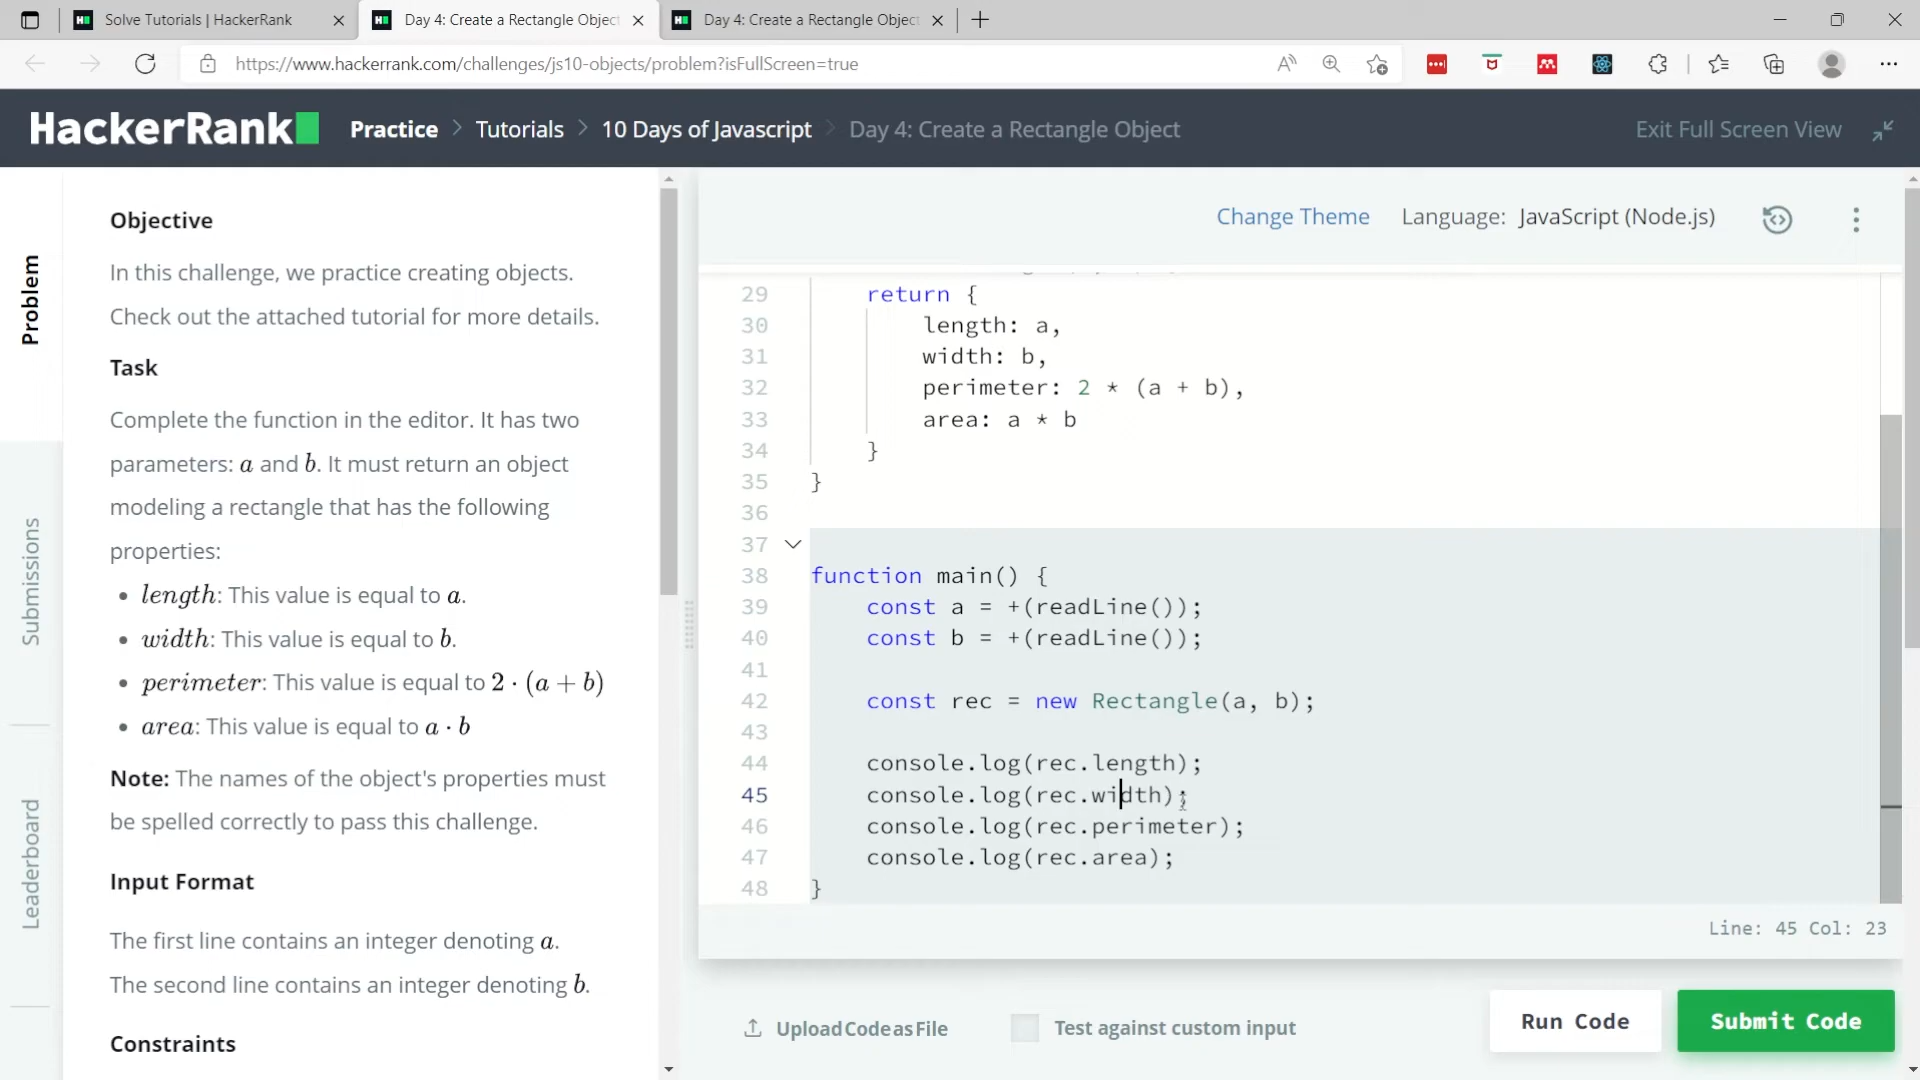 Solve Tutorials | HackerRank
Day 4: Create a Rectangle Object
Day 4: Create a Rectangle Object
https://www.hackerrank.com/challenges/js10-objects/problem?isFullScreen=true
HackerRank
Practice > Tutorials > 10 Days of Javascript > Day 4: Create a Rectangle Object
Exit Full Screen View
Problem
Submissions
Leaderboard
Objective
In this challenge, we practice creating objects.
Check out the attached tutorial for more details.
Task
Complete the function in the editor. It has two
parameters: a and b. It must return an object
modeling a rectangle that has the following
properties:
• length: This value is equal to a.
• width: This value is equal to b.
• perimeter: This value is equal to 2 · (a + b)
• area: This value is equal to a · b
Note: The names of the object's properties must
be spelled correctly to pass this challenge.
Input Format
The first line contains an integer denoting a.
The second line contains an integer denoting b.
Constraints
Change Theme
Language: JavaScript (Node.js)
29 return {
30 length: a,
31 width: b,
32 perimeter: 2 * (a + b),
33 area: a * b
34 }
35 }
36
37
38 function main() {
39 const a = +(readLine());
40 const b = +(readLine());
41
42 const rec = new Rectangle(a, b);
43
44 console.log(rec.length);
45 console.log(rec.width);
46 console.log(rec.perimeter);
47 console.log(rec.area);
48 }
Line: 45 Col: 23
Upload Code as File
Test against custom input
Run Code
Submit Code